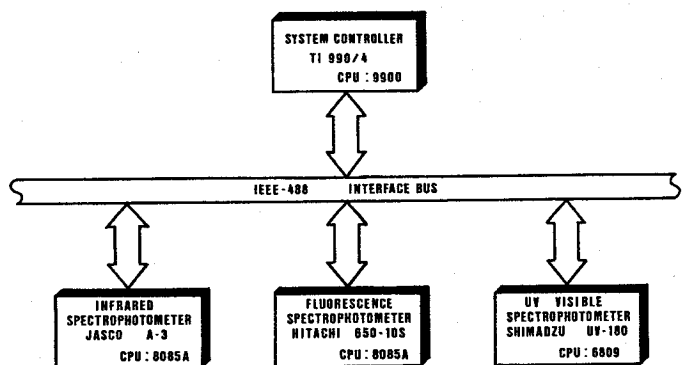 SYSTEM CONTROLLER
TI 990/4
CPU : 9900
IEEE-488 INTERFACE BUS
INFRARED
SPECTROPHOTOMETER
JASCO A-3
CPU : 8085A
FLUORESCENCE
SPECTROPHOTOMETER
HITACHI 650-10S
CPU : 8085A
UV VISIBLE
SPECTROPHOTOMETER
SHIMADZU UV-180
CPU : 6809